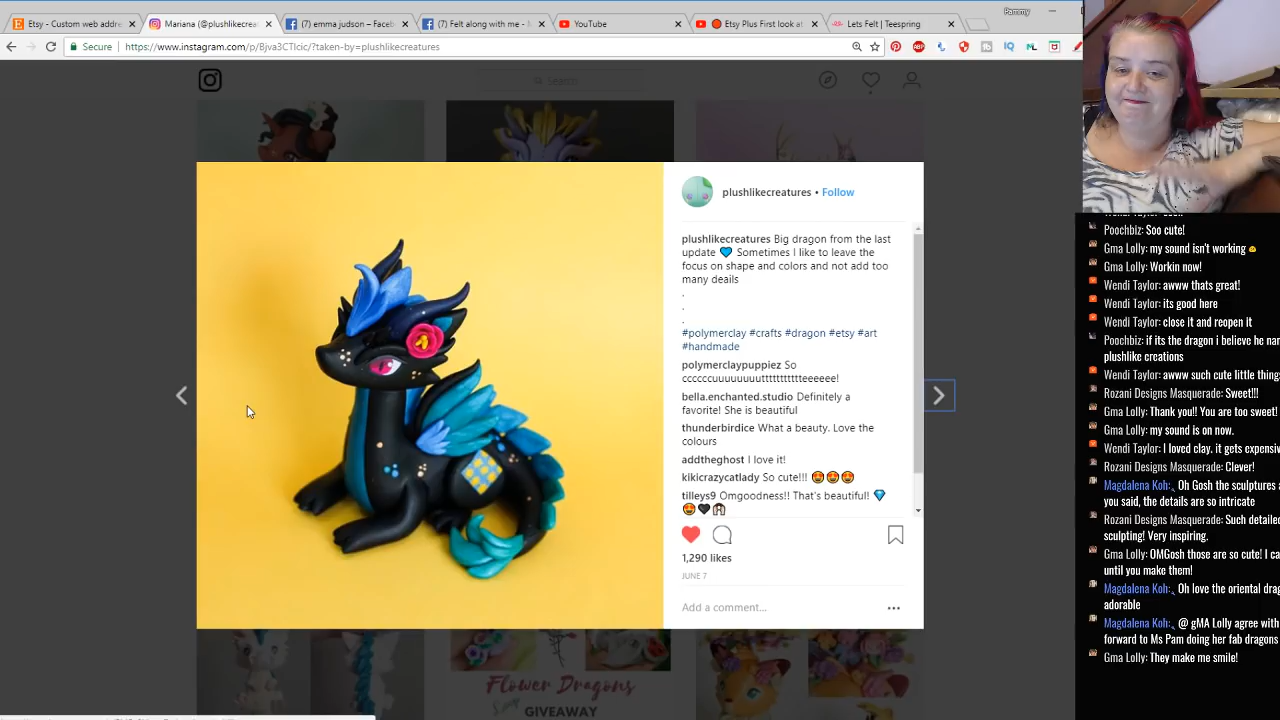 Etsy - Custom web addre
Mariana (@plushlikecreat
(7) emma judson – Faceb
(7) Felt along with me -
YouTube
Etsy Plus First look at
Lets Felt | Teespring
Pammy
Secure
https://www.instagram.com/p/Bjva3CTlcic/?taken-by=plushlikecreatures
Search
plushlikecreatures • Follow
plushlikecreatures Big dragon from the last
update 💙 Sometimes I like to leave the
focus on shape and colors and not add too
many deails
.
.
.
#polymerclay #crafts #dragon #etsy #art
#handmade
polymerclaypuppiez So
bella.enchanted.studio Definitely a
favorite! She is beautiful
thunderbirdice What a beauty. Love the
colours
addtheghost I love it!
kikicrazycatlady So cute!!! 😍😍😍
tilleys9 Omgoodness!! That's beautiful! 💎
1,290 likes
JUNE 7
Add a comment...
Flower Dragons
GIVEAWAY
Poochbiz: Soo cute!
Gma Lolly: my sound isn't working
Gma Lolly: Workin now!
Wendi Taylor: awww thats great!
Wendi Taylor: its good here
Wendi Taylor: close it and reopen it
Poochbiz: if its the dragon i believe he nam
plushlike creations
Wendi Taylor: awww such cute little things
Rozani Designs Masquerade: Sweet!!!
Gma Lolly: Thank you!! You are too sweet!
Gma Lolly: my sound is on now.
Wendi Taylor: I loved clay. it gets expensiv
Rozani Designs Masquerade: Clever!
Magdalena Koh: Oh Gosh the sculptures a
you said, the details are so intricate
Rozani Designs Masquerade: Such detaile
sculpting! Very inspiring.
Gma Lolly: OMGosh those are so cute! I ca
until you make them!
Magdalena Koh: Oh love the oriental drag
adorable
Magdalena Koh: @ gMA Lolly agree with
forward to Ms Pam doing her fab dragons
Gma Lolly: They make me smile!